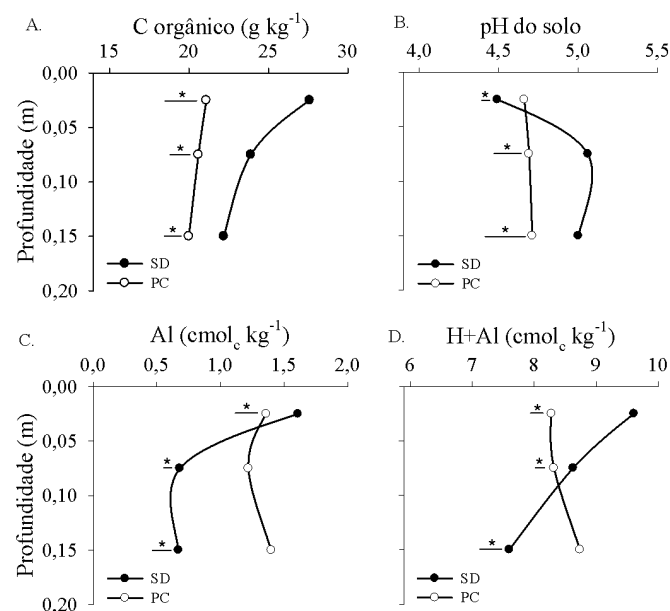 A.
C orgânico (g kg⁻¹)
15 20 25 30
0,00
0,05
0,10
0,15
0,20
Profundidade (m)
*
*
*
SD
PC
B.
pH do solo
4,0 4,5 5,0 5,5
*
*
*
SD
PC
C.
Al (cmol_c kg⁻¹)
0,0 0,5 1,0 1,5 2,0
0,00
0,05
0,10
0,15
0,20
Profundidade (m)
*
*
*
SD
PC
D.
H+Al (cmol_c kg⁻¹)
6 7 8 9 10
*
*
*
SD
PC